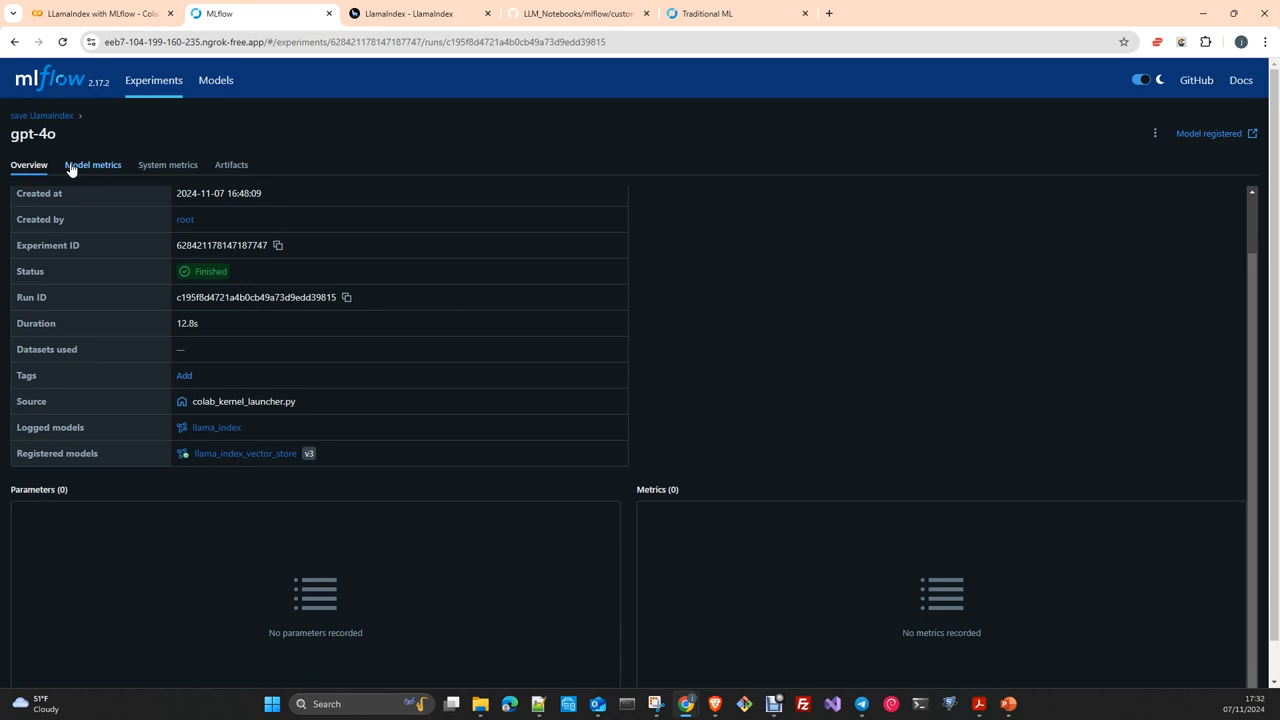 LLamaIndex with MLflow - Cola
MLflow
LlamaIndex - LlamaIndex
LLM_Notebooks/mlflow/custom
Traditional ML
eeb7-104-199-160-235.ngrok-free.app/#/experiments/628421178147187747/runs/c195f8d4721a4b0cb49a73d9edd39815
mlflow 2.17.2 Experiments Models GitHub Docs
save LlamaIndex ›
gpt-4o
Model registered
Overview Model metrics System metrics Artifacts
Created at 2024-11-07 16:48:09
Created by root
Experiment ID 628421178147187747
Status Finished
Run ID c195f8d4721a4b0cb49a73d9edd39815
Duration 12.8s
Datasets used —
Tags Add
Source colab_kernel_launcher.py
Logged models llama_index
Registered models llama_index_vector_store v3
Parameters (0) Metrics (0)
No parameters recorded No metrics recorded
51°F
Cloudy
Search
17:32
07/11/2024